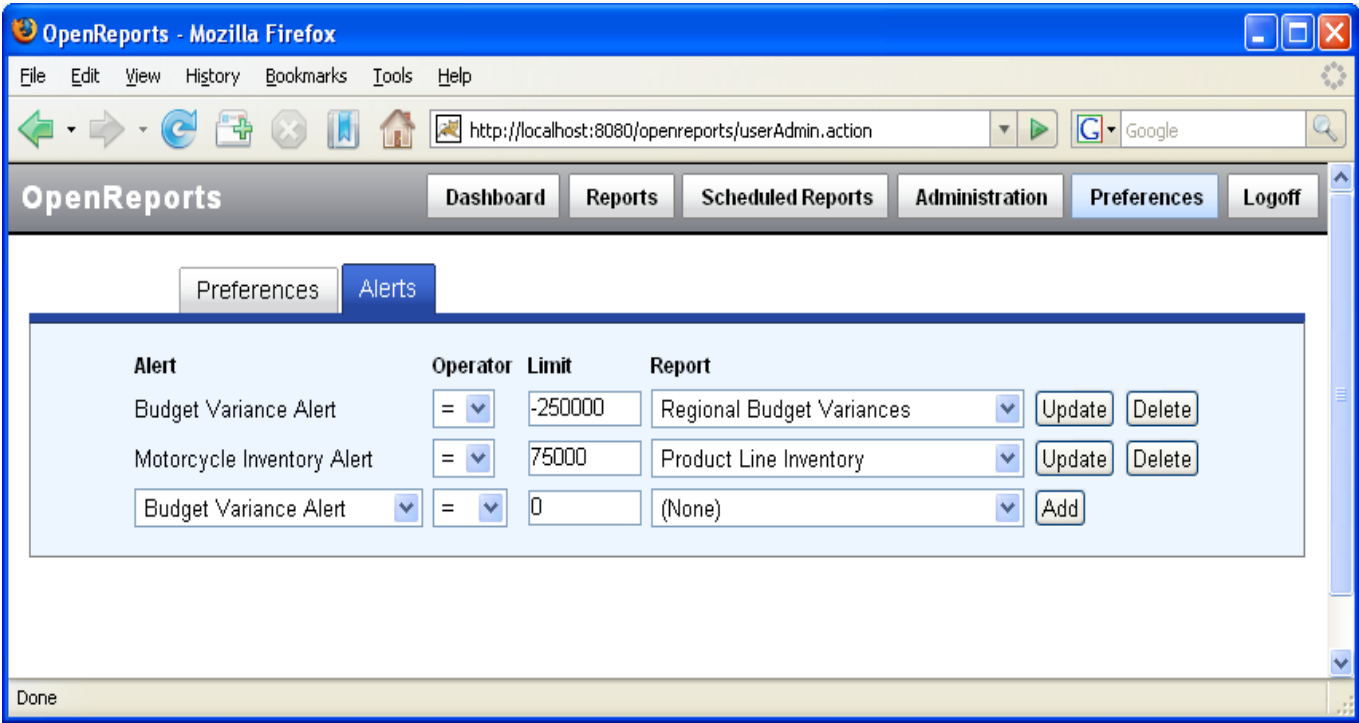 OpenReports - Mozilla Firefox
File Edit View History Bookmarks Tools Help
http://localhost:8080/openreports/userAdmin.action G Google
OpenReports Dashboard Reports Scheduled Reports Administration Preferences Logoff
Preferences Alerts
Alert Operator Limit Report
Budget Variance Alert = -250000 Regional Budget Variances Update Delete
Motorcycle Inventory Alert = 75000 Product Line Inventory Update Delete
Budget Variance Alert = 0 (None) Add
Done